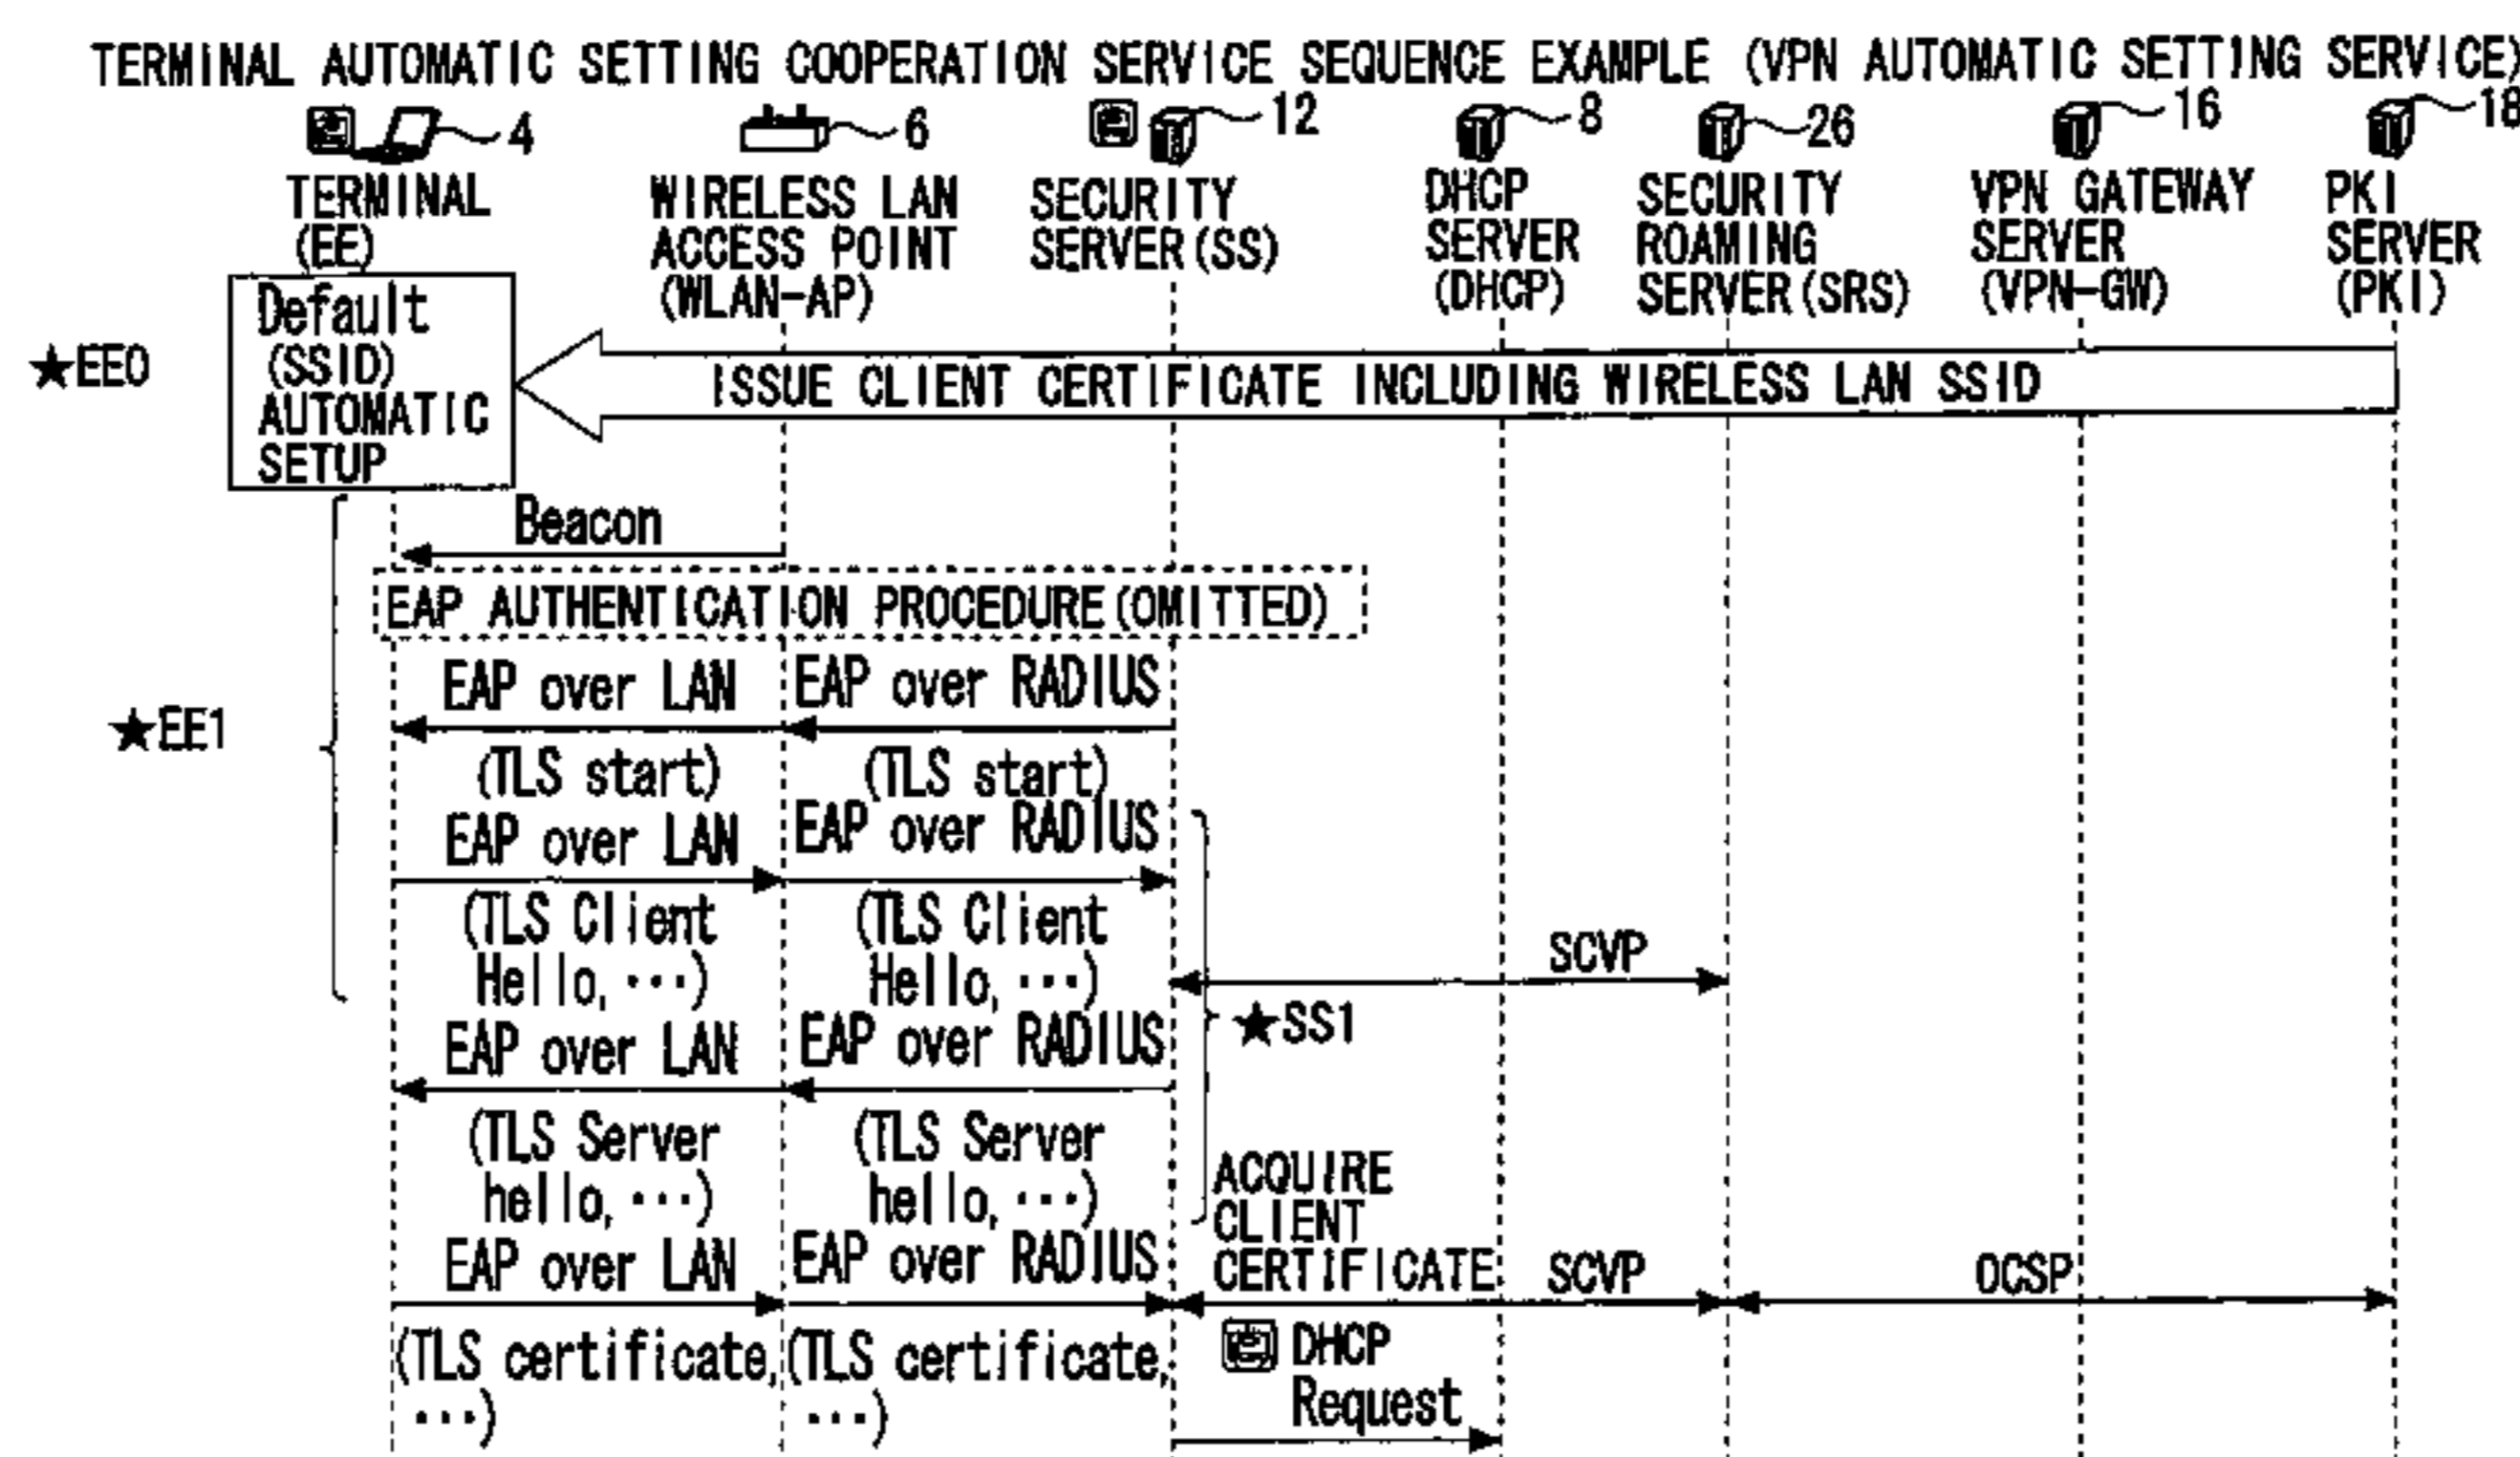 TERMINAL AUTOMATIC SETTING COOPERATION SERVICE SEQUENCE EXAMPLE (VPN AUTOMATIC SETTING SERVICE)
4
6
12
8
26
16
18
TERMINAL
(EE)
WIRELESS LAN
ACCESS POINT
(WLAN-AP)
SECURITY
SERVER(SS)
DHCP
SERVER
(DHCP)
SECURITY
ROAMING
SERVER(SRS)
VPN GATEWAY
SERVER
(VPN-GW)
PKI
SERVER
(PKI)
★EE0
Default
(SSID)
AUTOMATIC
SETUP
ISSUE CLIENT CERTIFICATE INCLUDING WIRELESS LAN SSID
Beacon
EAP AUTHENTICATION PROCEDURE(OMITTED)
★EE1
EAP over LAN
EAP over RADIUS
(TLS start)
(TLS start)
EAP over LAN
EAP over RADIUS
(TLS Client
Hello, ···)
(TLS Client
Hello, ···)
SCVP
★SS1
EAP over LAN
EAP over RADIUS
(TLS Server
hello, ···)
(TLS Server
hello, ···)
ACQUIRE
CLIENT
CERTIFICATE
EAP over LAN
EAP over RADIUS
SCVP
OCSP
(TLS certificate,
···)
(TLS certificate,
···)
DHCP
Request